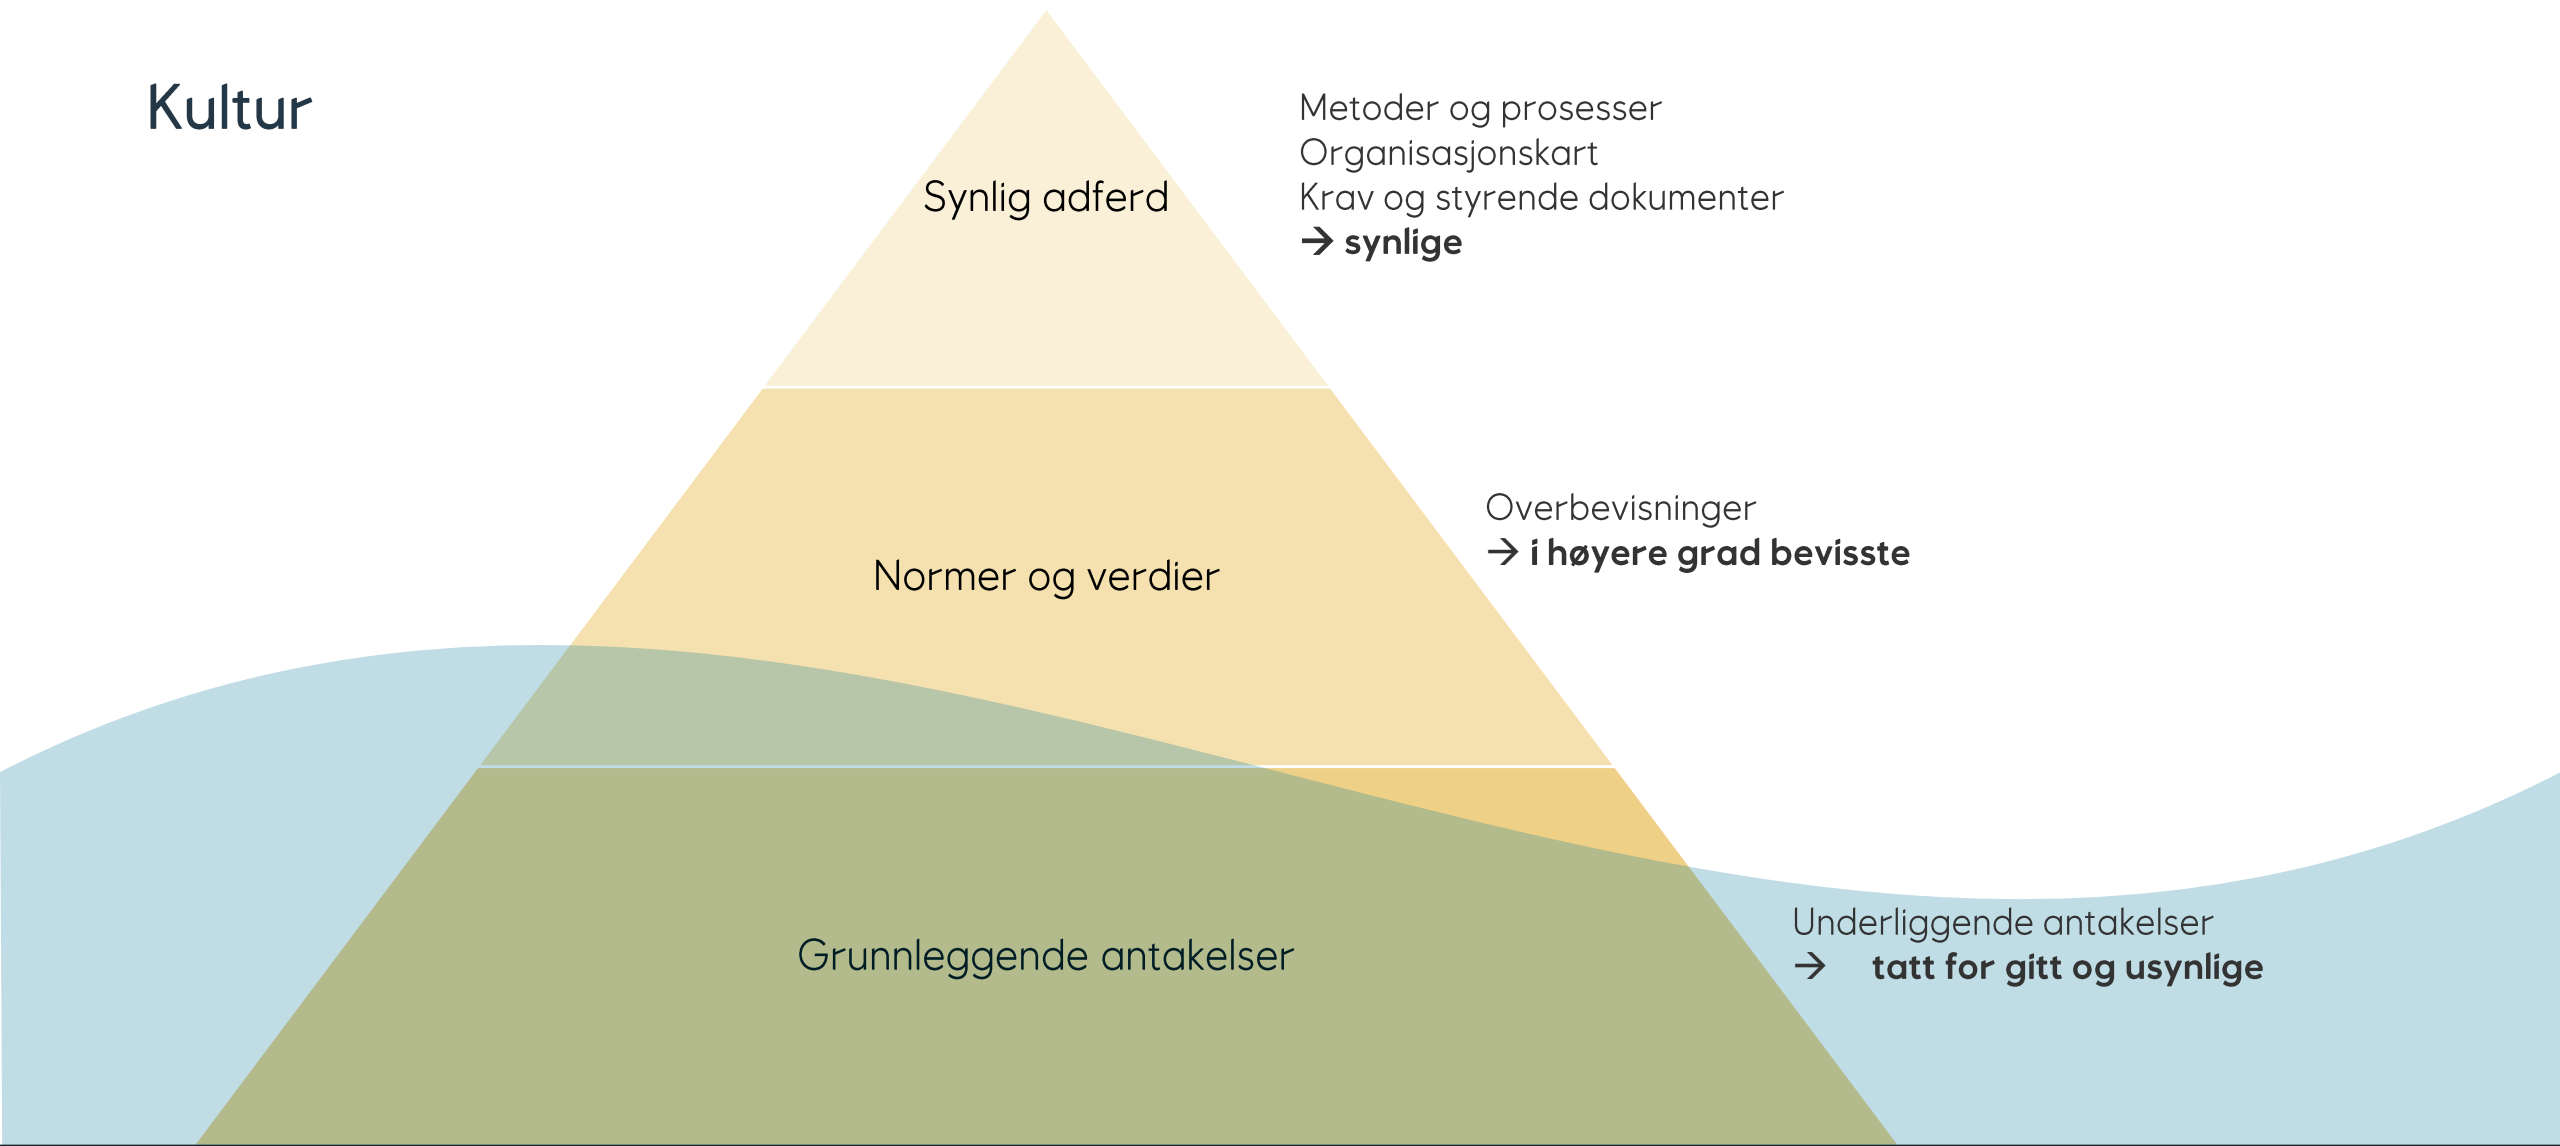 Kultur
Synlig adferd
Metoder og prosesser
Organisasjonskart
Krav og styrende dokumenter
→ synlige
Normer og verdier
Overbevisninger
→ i høyere grad bevisste
Grunnleggende antakelser
Underliggende antakelser
→ tatt for gitt og usynlige